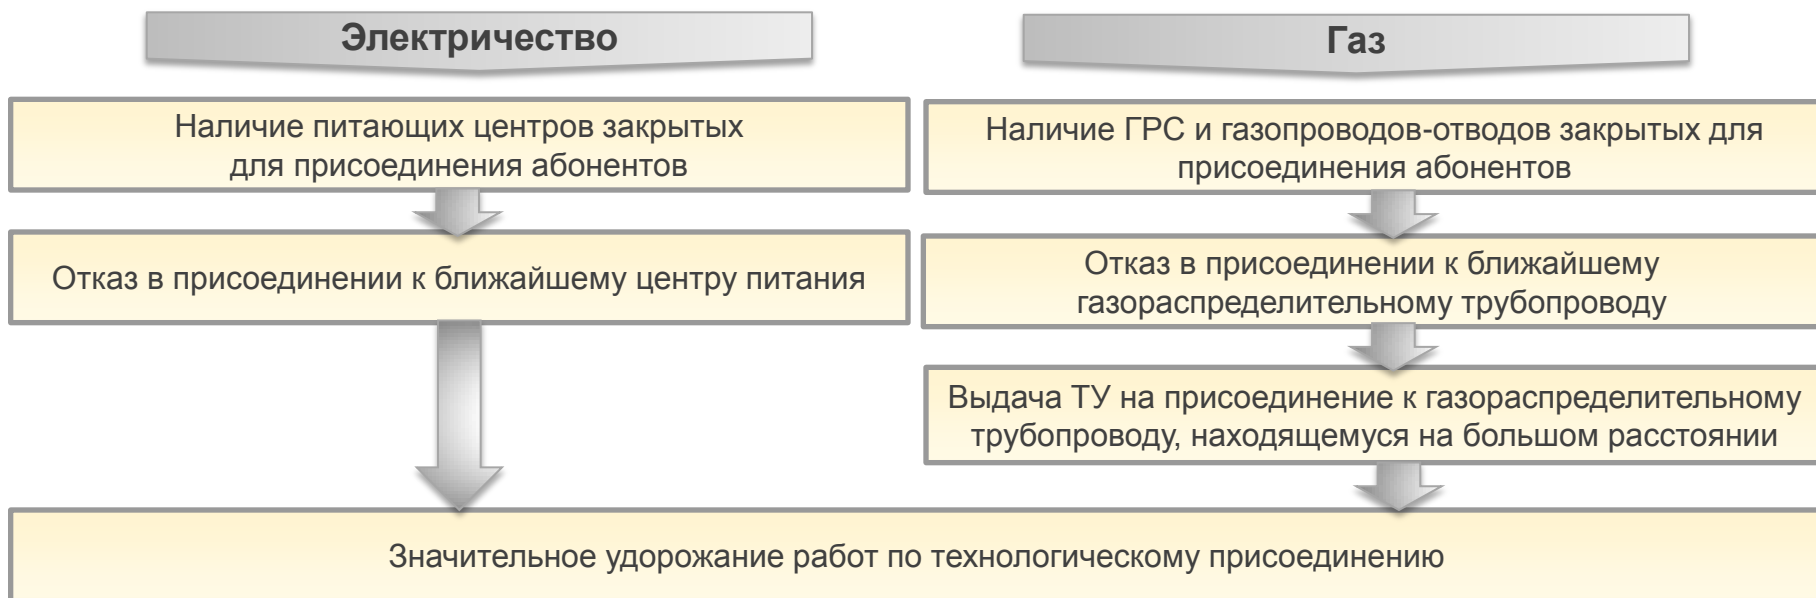 Электричество
Наличие питающих центров закрытых
для присоединения абонентов
Отказ в присоединении к ближайшему центру питания
Газ
Наличие ГРС и газопроводов-отводов закрытых для
присоединения абонентов
Отказ в присоединении к ближайшему
газораспределительному трубопроводу
Выдача ТУ на присоединение к газораспределительному
трубопроводу, находящемуся на большом расстоянии
Значительное удорожание работ по технологическому присоединению